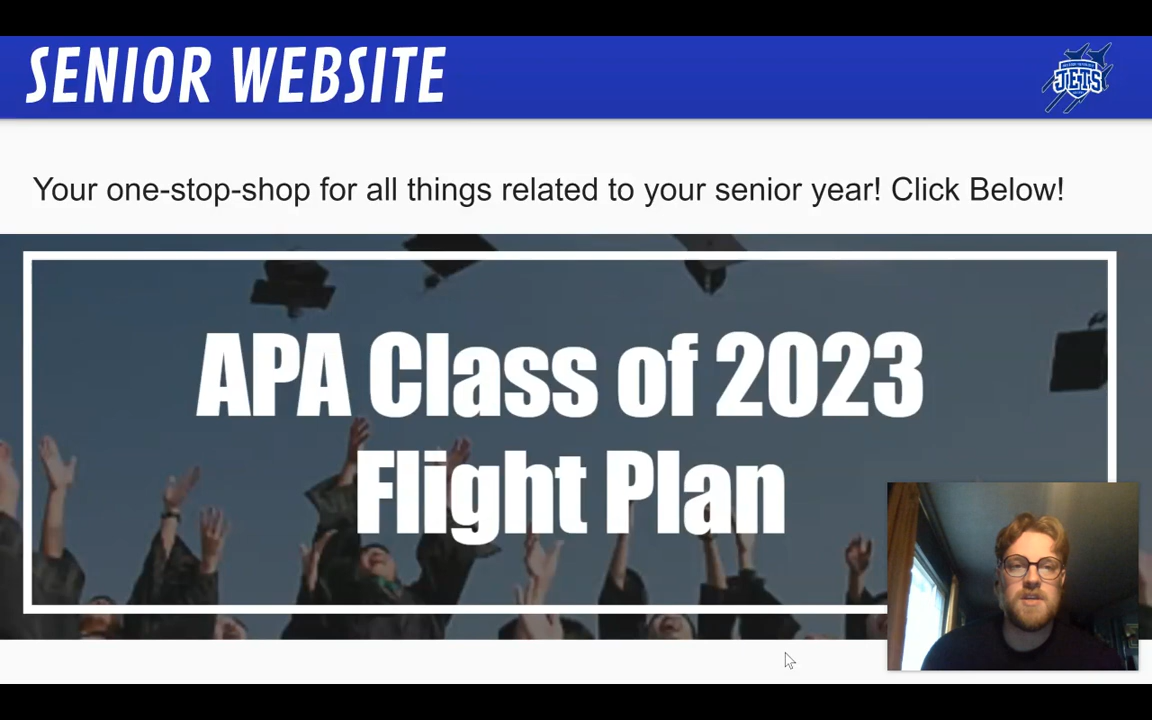 SENIOR WEBSITE
JETS
Your one-stop-shop for all things related to your senior year! Click Below!
APA Class of 2023
Flight Plan